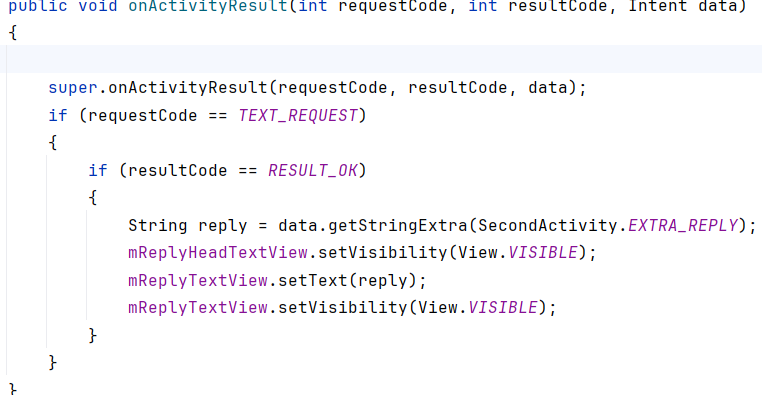 public void onActivityResult(int requestCode, int resultCode, Intent data)
{
super.onActivityResult(requestCode, resultCode, data);
if (requestCode == TEXT_REQUEST)
{
if (resultCode == RESULT_OK)
{
String reply = data.getStringExtra(SecondActivity.EXTRA_REPLY);
mReplyHeadTextView.setVisibility(View.VISIBLE);
mReplyTextView.setText(reply);
mReplyTextView.setVisibility(View.VISIBLE);
}
}
}